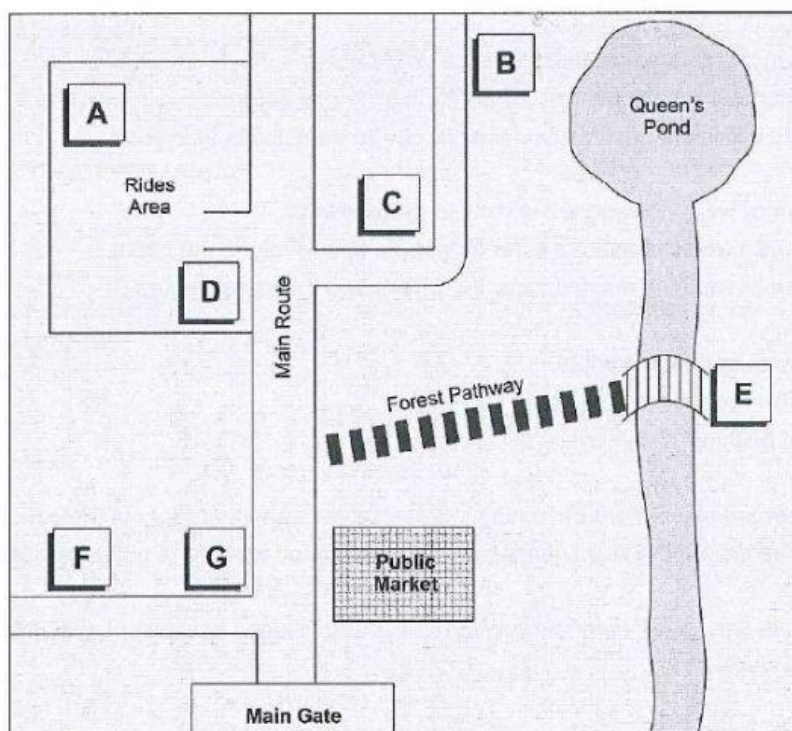 B
A
Queen's
Pond
Rides
Area
C
D
Main Route
Forest Pathway
E
F
G
Public
Market
Main Gate